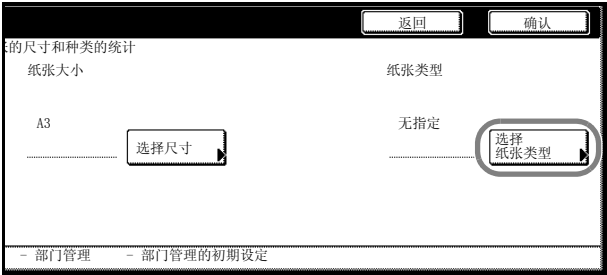 返回 确认
的尺寸和种类的统计
纸张大小 纸张类型
A3 无指定
选择尺寸 选择
纸张类型
- 部门管理 - 部门管理的初期设定